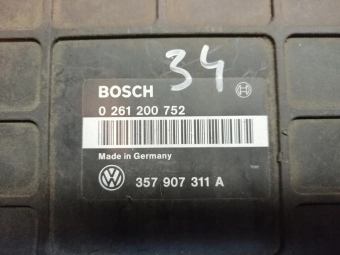 34
BOSCH
0 261 200 752
Made in Germany
357 907 311 A